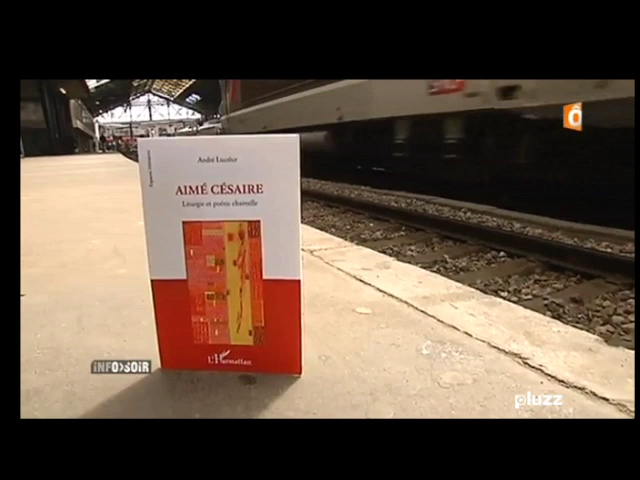 ô
André Lucrèce
AIMÉ CÉSAIRE
Liturgie et poésie charnelle
L'Harmattan
INFO>SOIR
pluzz